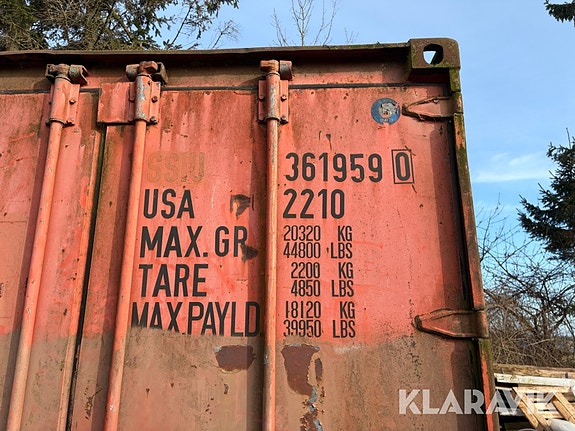 SSIU 361959 0
USA 2210
MAX. GR 20320 KG
44800 LBS
TARE 2200 KG
4850 LBS
MAX.PAYLD 18120 KG
39950 LBS
KLARAVIK